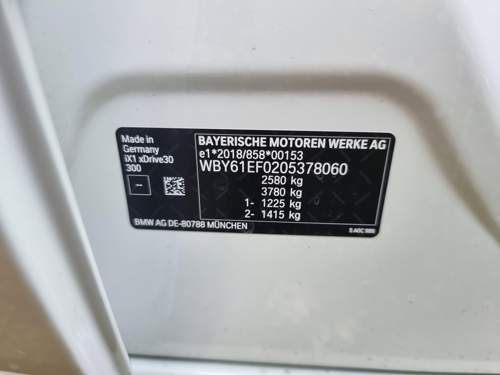 BAYERISCHE MOTOREN WERKE AG
e1*2018/858*00153
WBY61EF0205378060
2580 kg
3780 kg
1- 1225 kg
2- 1415 kg
Made in
Germany
iX1 xDrive30
300
BMW AG DE-80788 MÜNCHEN